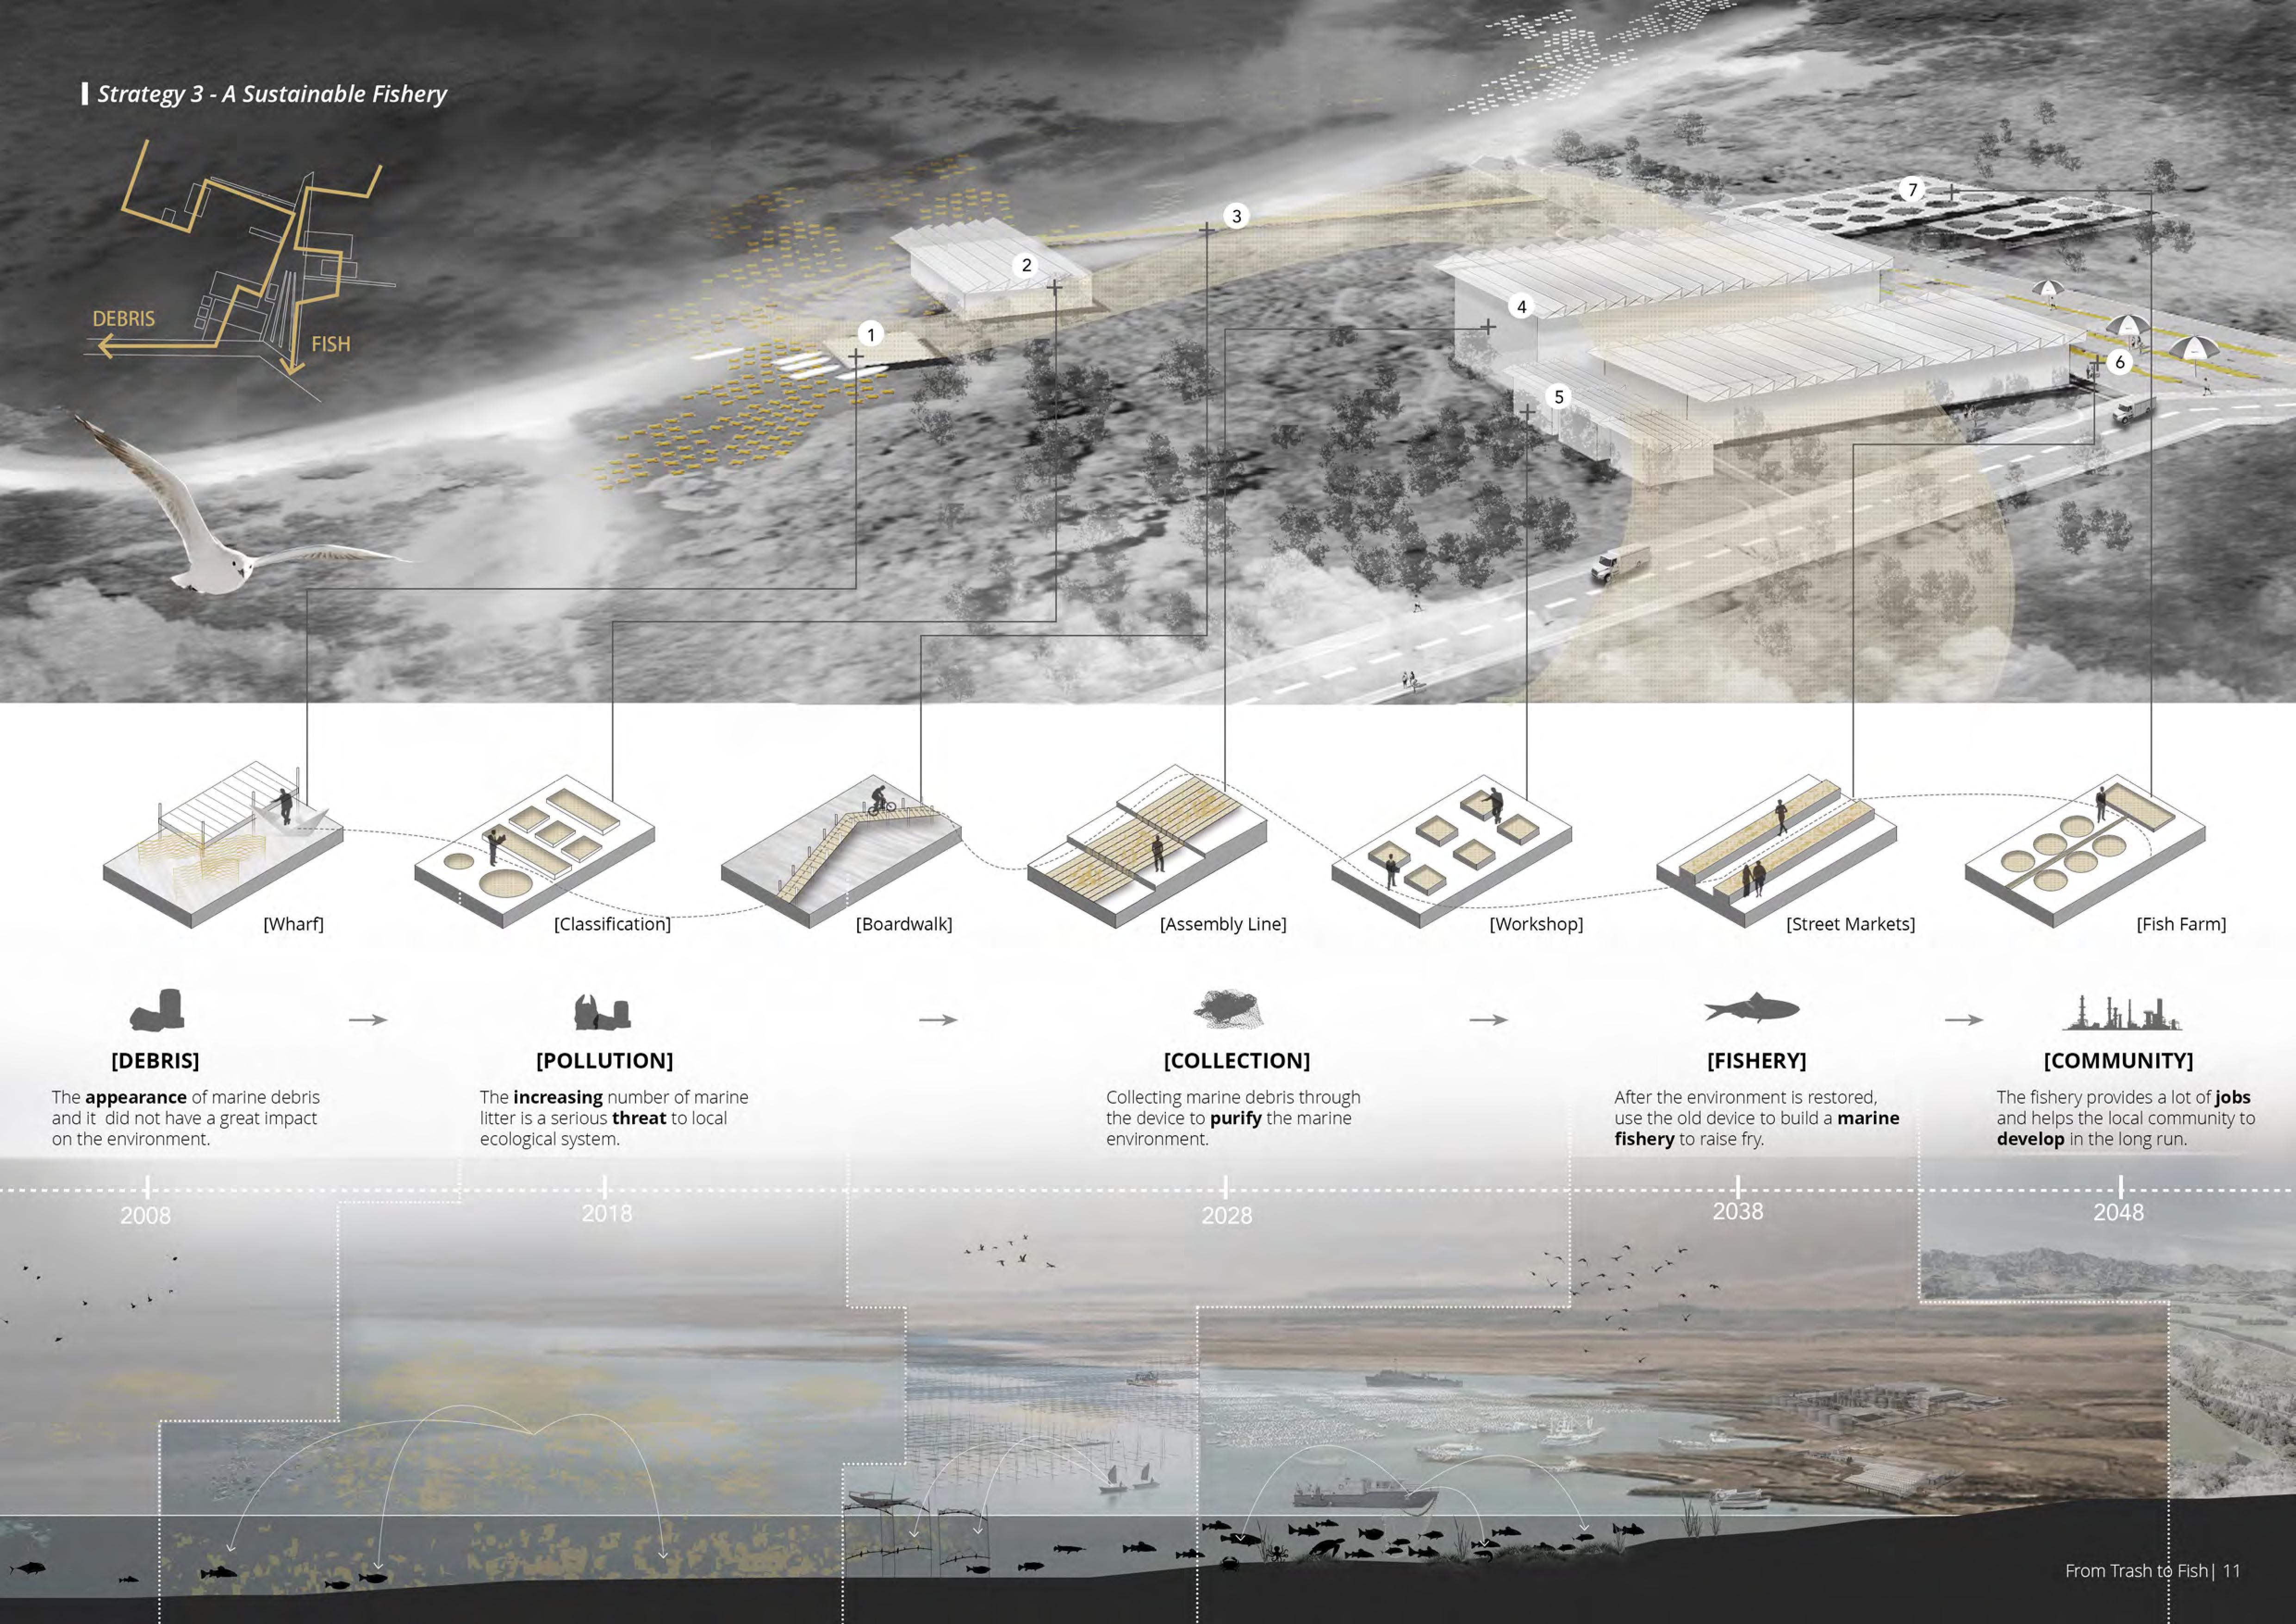 Strategy 3 - A Sustainable Fishery
DEBRIS
FISH
1
2
3
4
5
6
7
[Wharf]
[Classification]
[Boardwalk]
[Assembly Line]
[Workshop]
[Street Markets]
[Fish Farm]
[DEBRIS]
The appearance of marine debris
and it did not have a great impact
on the environment.
[POLLUTION]
The increasing number of marine
litter is a serious threat to local
ecological system.
[COLLECTION]
Collecting marine debris through
the device to purify the marine
environment.
[FISHERY]
After the environment is restored,
use the old device to build a marine
fishery to raise fry.
[COMMUNITY]
The fishery provides a lot of jobs
and helps the local community to
develop in the long run.
2008
2018
2028
2038
2048
From Trash to Fish| 11